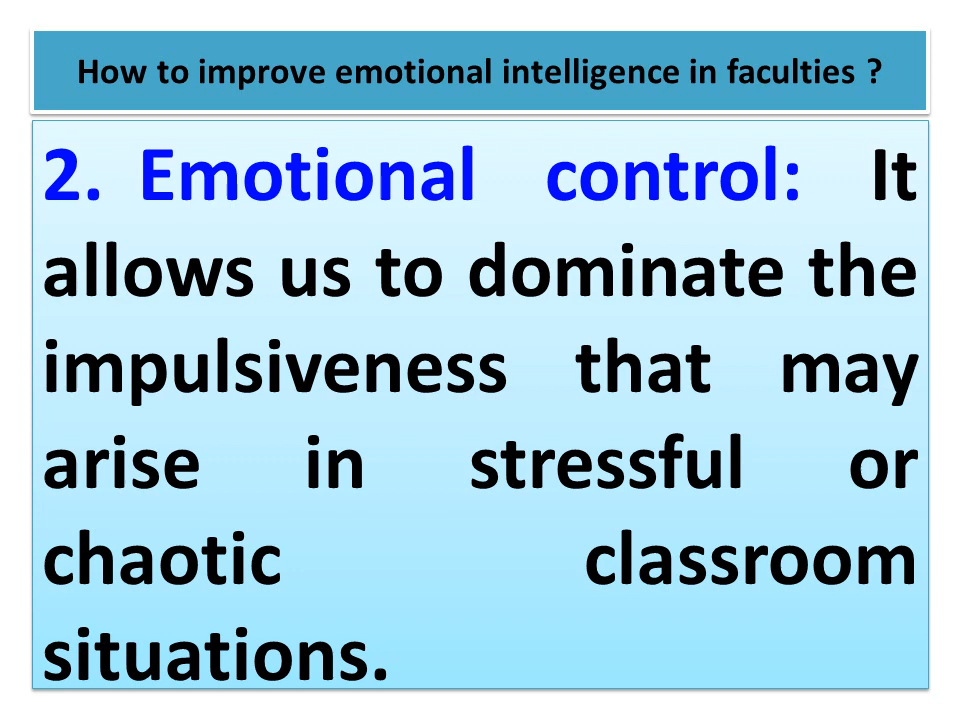 How to improve emotional intelligence in faculties ?
2. Emotional control: It
allows us to dominate the
impulsiveness that may
arise in stressful or
chaotic classroom
situations.